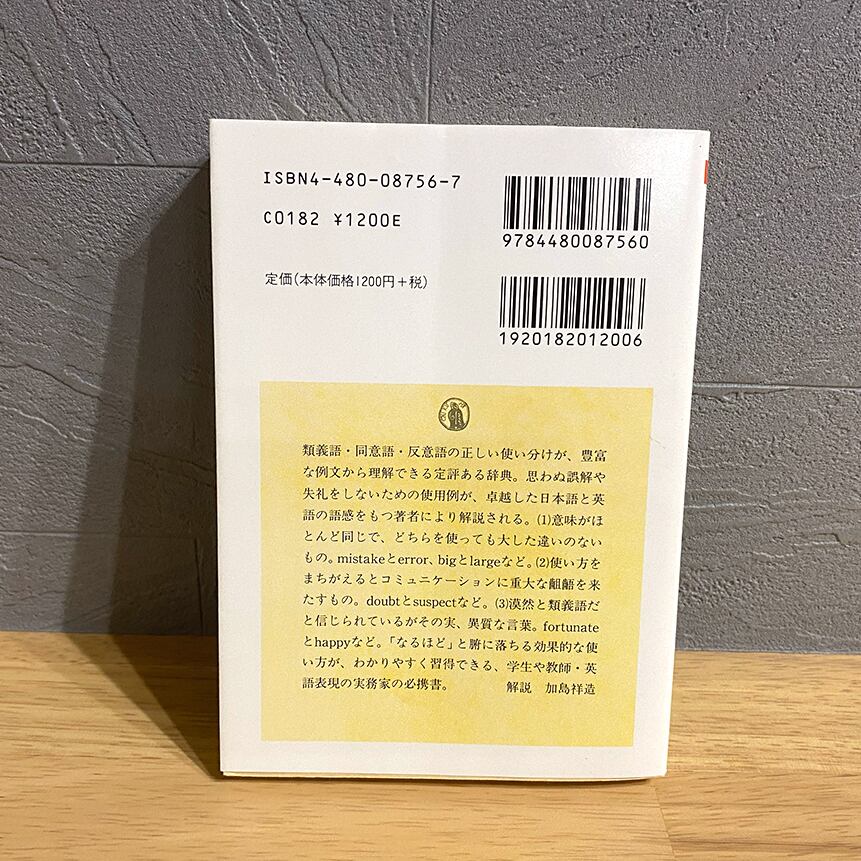 ISBN4-480-08756-7
C0182 ¥1200E
定価(本体価格1200円+税)
9784480087560
1920182012006
類義語・同意語・反意語の正しい使い分けが、豊富
な例文から理解できる定評ある辞典。思わぬ誤解や
失礼をしないための使用例が、卓越した日本語と英
語の語感をもつ著者により解説される。(1)意味がほ
とんど同じで、どちらを使っても大した違いのない
もの。mistakeとerror、bigとlargeなど。(2)使い方を
まちがえるとコミュニケーションに重大な齟齬を来
たすもの。doubtとsuspectなど。(3)漠然と類義語だ
と信じられているがその実、異質な言葉。fortunate
とhappyなど。「なるほど」と腑に落ちる効果的な使
い方が、わかりやすく習得できる、学生や教師・英
語表現の実務家の必携書。 解説 加島祥造